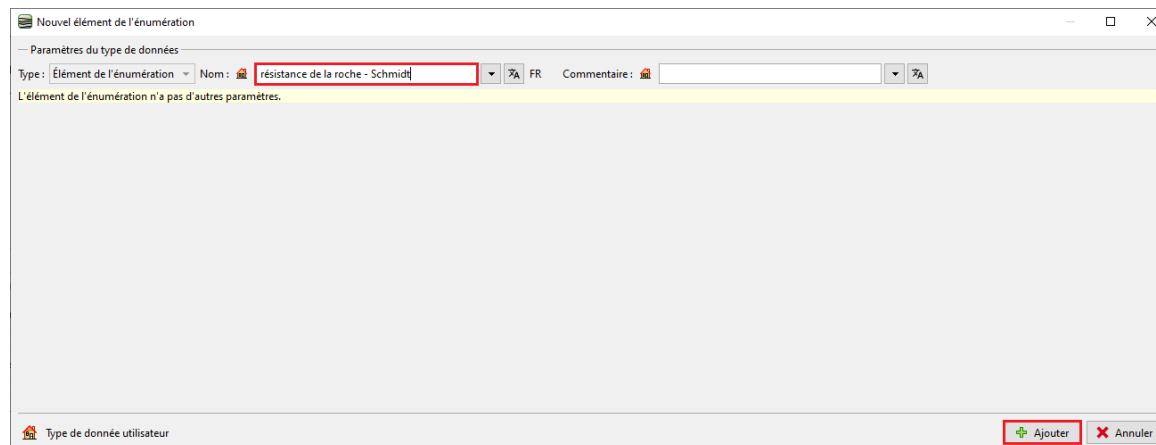 Nouvel élément de l'énumération
Paramètres du type de données
Type : Élément de l'énumération Nom : résistance de la roche - Schmidt FR Commentaire :
L'élément de l'énumération n'a pas d'autres paramètres.
Type de donnée utilisateur Ajouter Annuler